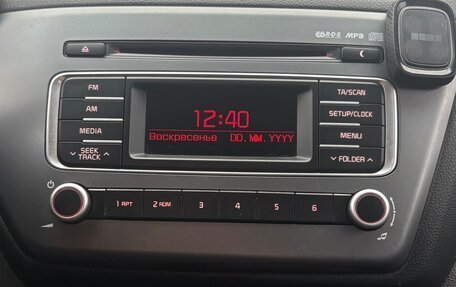 RDS MP3
FM
AM
MEDIA
SEEK
TRACK
12:40
Воскресенье DD.MM.YYYY
TA/SCAN
SETUP/CLOCK
MENU
FOLDER
1 RPT
2 RDM
3
4
5
6